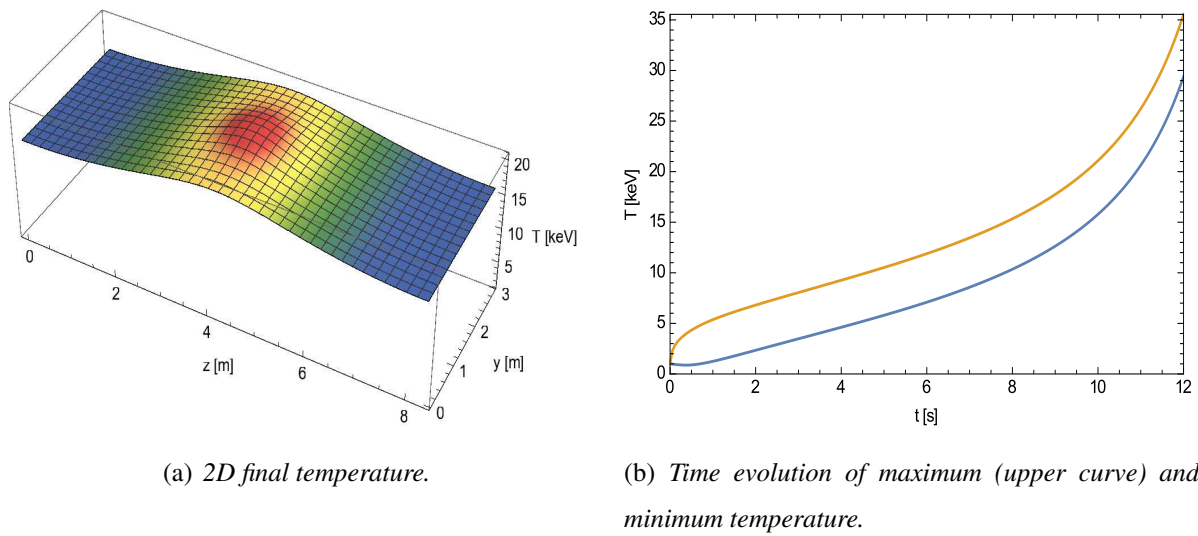 20
15
T [keV]
10
5
3
2
y [m]
1
0
0
2
4
z [m]
6
8
(a) 2D final temperature.
35
30
25
20
T [keV]
15
10
5
0
0 2 4 6 8 10 12
t [s]
(b) Time evolution of maximum (upper curve) and
minimum temperature.